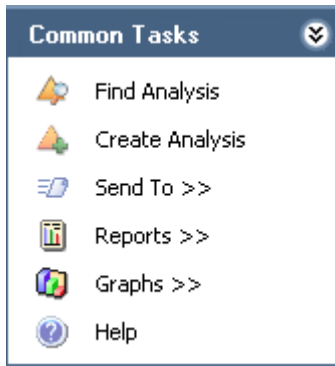 Common Tasks
Find Analysis
Create Analysis
Send To >>
Reports >>
Graphs >>
Help